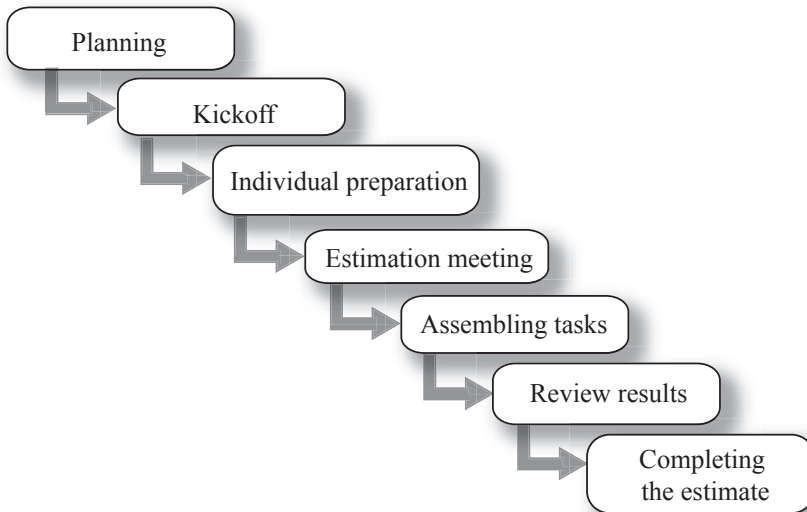 Planning
Kickoff
Individual preparation
Estimation meeting
Assembling tasks
Review results
Completing
the estimate